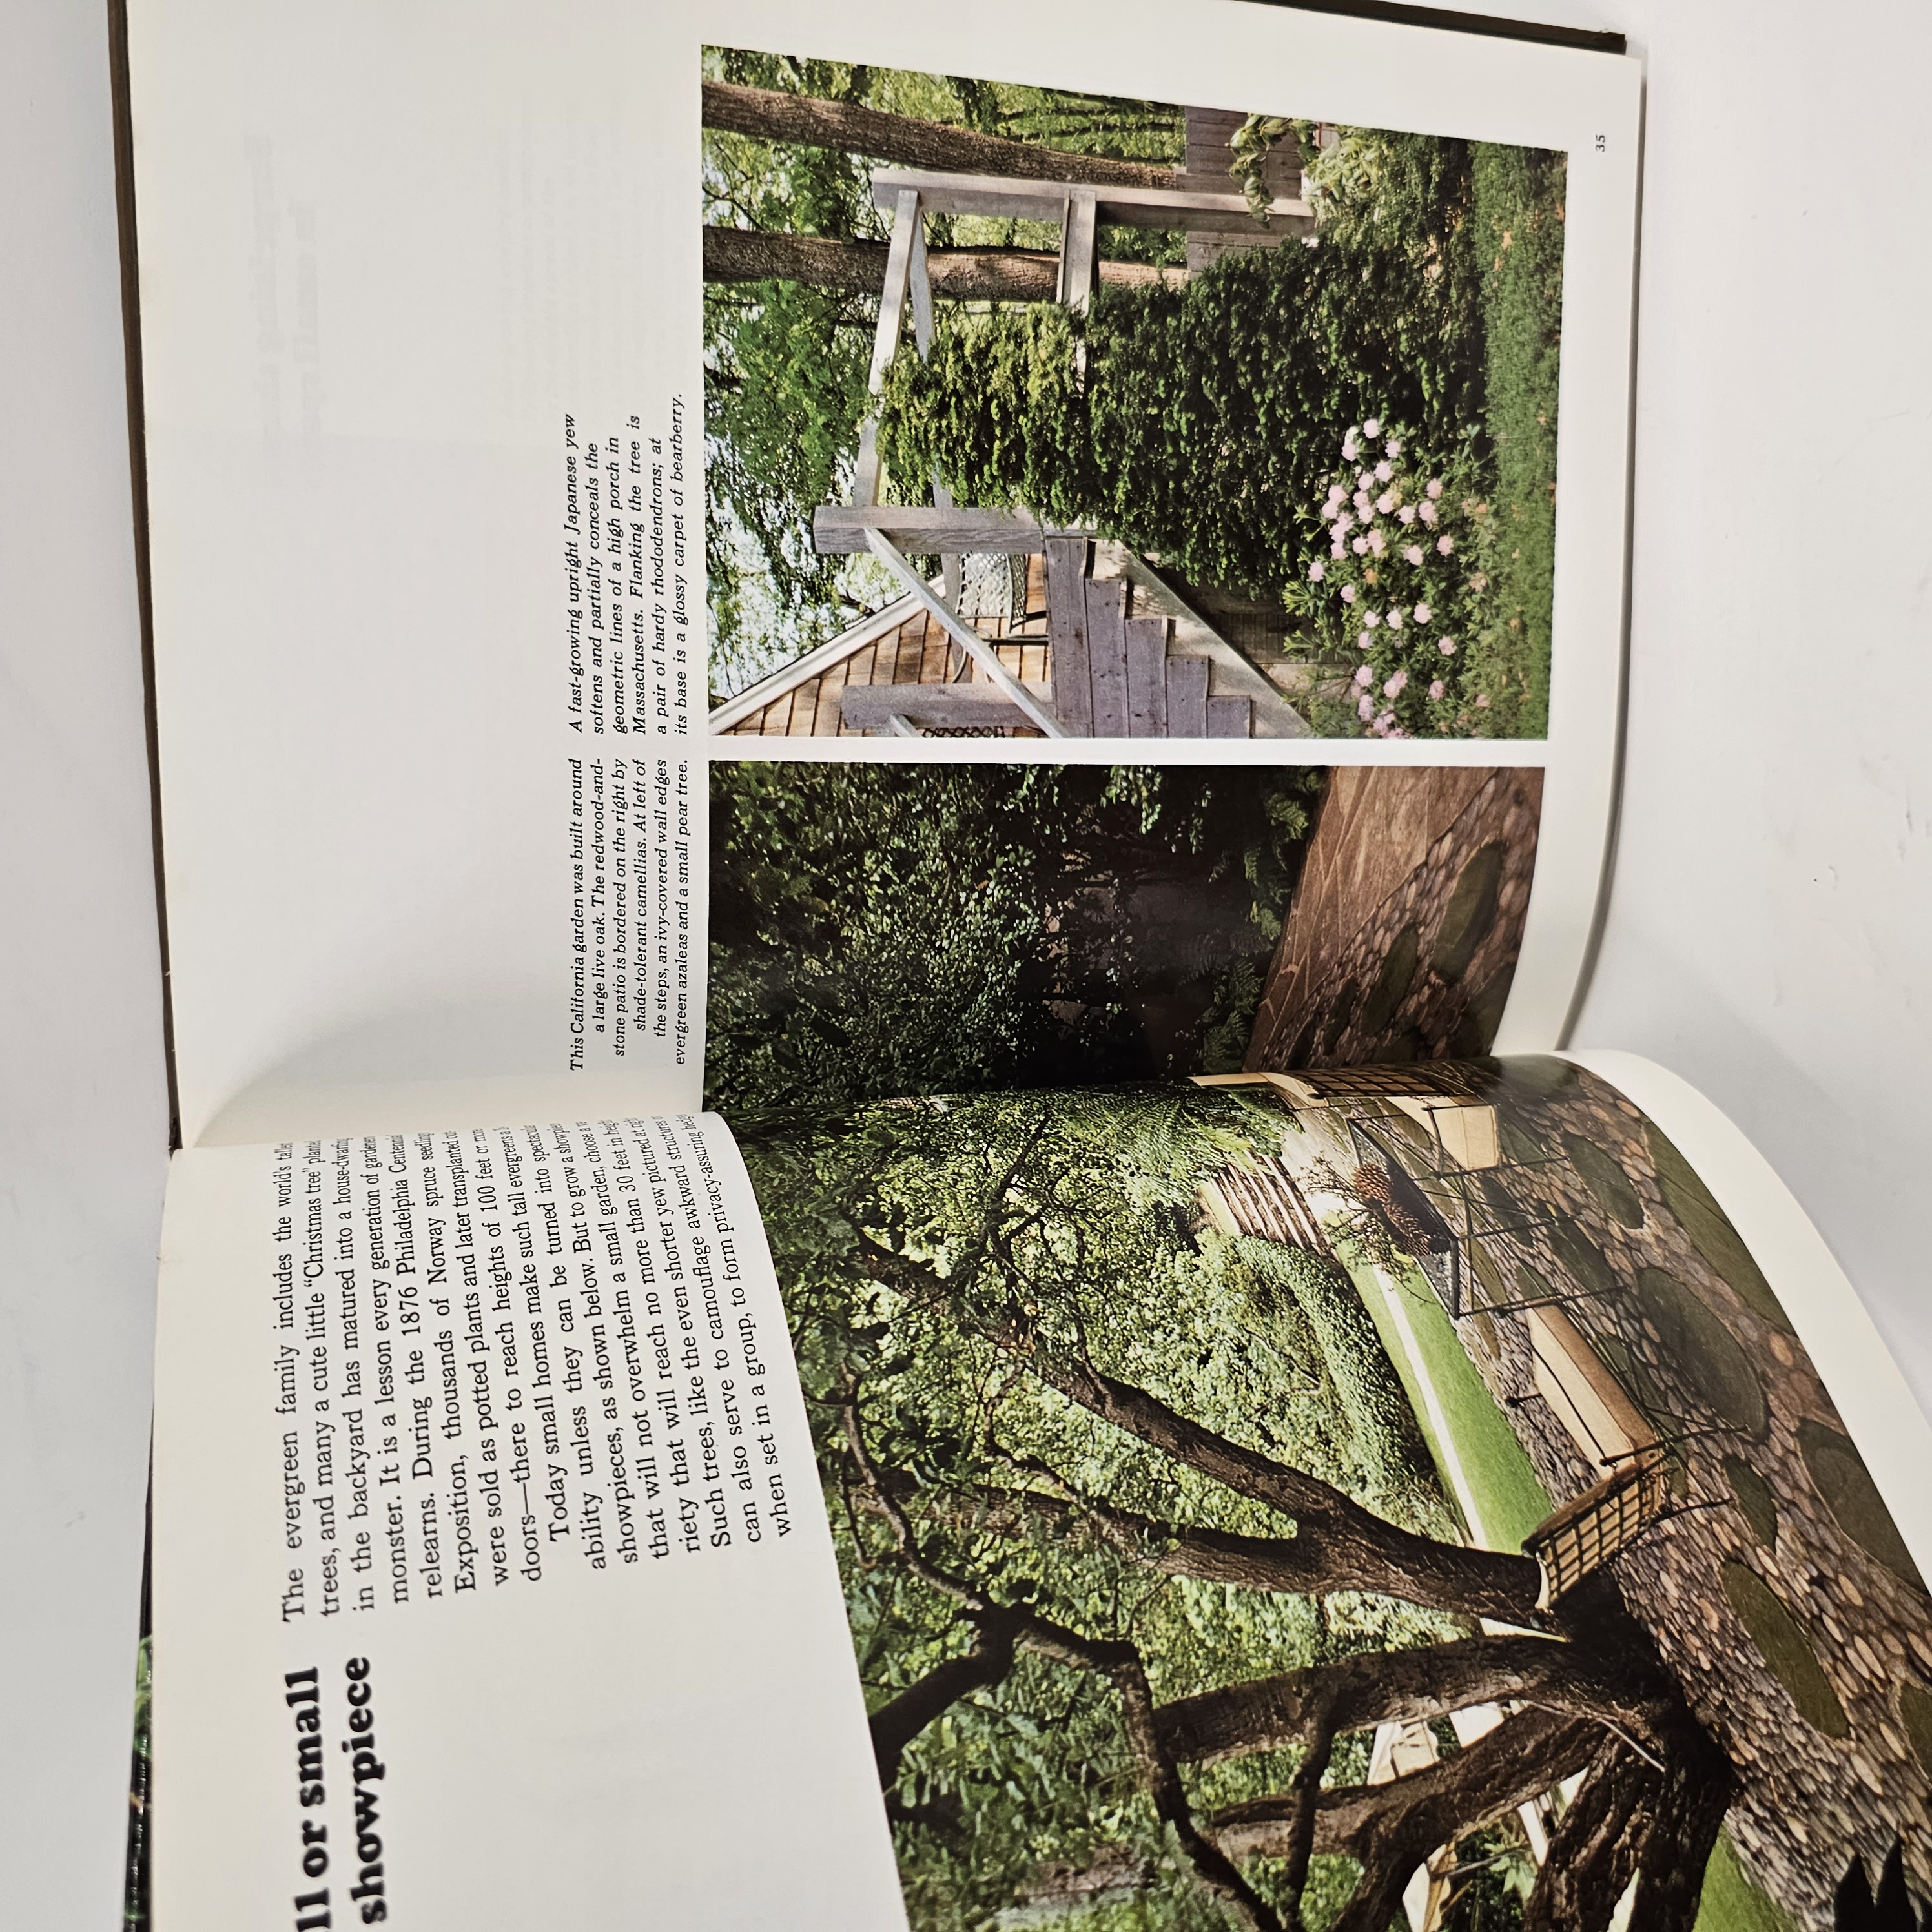 ll or small
showpiece
The evergreen family includes the world's
trees, and many a cute little “Christmas tree”
in the backyard has matured into a house-dwarfing
monster. It is a lesson every generation of gardeners
relearns. During the 1876 Philadelphia Centennial
Exposition, thousands of Norway spruce seedlings
were sold as potted plants and later transplanted out-
doors—there to reach heights of 100 feet or more.
Today small homes make such tall evergreens a
ability unless they can be turned into spectacular
showpieces, as shown below. But to grow a showpiece
that will not overwhelm a small garden, choose a va-
riety that will reach no more than 30 feet in height.
Such trees, like the even shorter yew pictured at right,
can also serve to camouflage awkward structures or,
when set in a group, to form privacy-assuring hedges.
This California garden was built around
a large live oak. The redwood-and-
stone patio is bordered on the right by
shade-tolerant camellias. At left of
the steps, an ivy-covered wall edges
evergreen azaleas and a small pear tree.
A fast-growing upright Japanese yew
softens and partially conceals the
geometric lines of a high porch in
Massachusetts. Flanking the tree is
a pair of hardy rhododendrons; at
its base is a glossy carpet of bearberry.
35